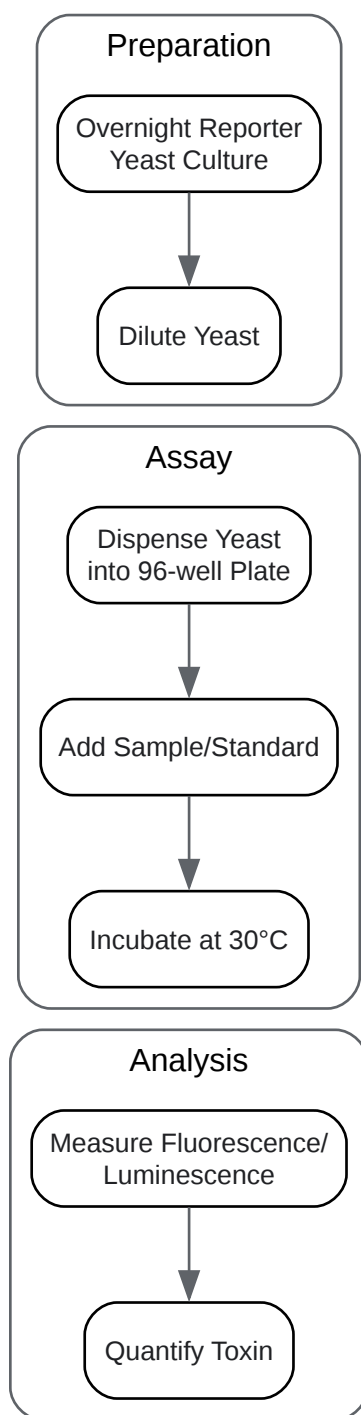 Preparation
Overnight Reporter
Yeast Culture
Dilute Yeast
Assay
Dispense Yeast
into 96-well Plate
Add Sample/Standard
Incubate at 30°C
Analysis
Measure Fluorescence/
Luminescence
Quantify Toxin